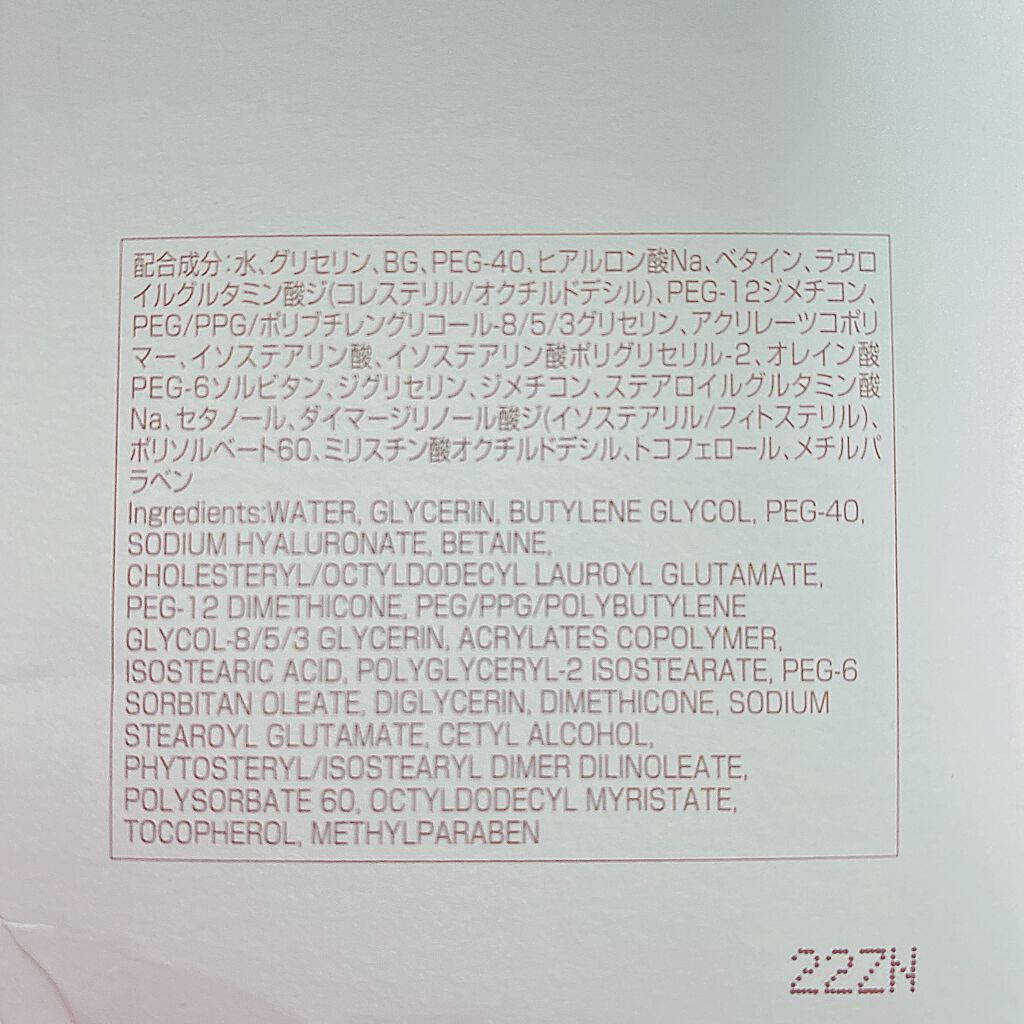 配合成分:水、グリセリン、BG、PEG-40、ヒアルロン酸Na、ベタイン、ラウロ
イルグルタミン酸ジ(コレステリル/オクチルドデシル)、PEG-12ジメチコン、
PEG/PPG/ポリブチレングリコール-8/5/3グリセリン、アクリレーツコポリ
マー、イソステアリン酸、イソステアリン酸ポリグリセリル-2、オレイン酸
PEG-6ソルビタン、ジグリセリン、ジメチコン、ステアロイルグルタミン酸
Na、セタノール、ダイマージリノール酸ジ(イソステアリル/フィトステリル)、
ポリソルベート60、ミリスチン酸オクチルドデシル、トコフェロール、メチルパ
ラベン
Ingredients:WATER, GLYCERIN, BUTYLENE GLYCOL, PEG-40,
SODIUM HYALURONATE, BETAINE,
CHOLESTERYL/OCTYLDODECYL LAUROYL GLUTAMATE,
PEG-12 DIMETHICONE, PEG/PPG/POLYBUTYLENE
GLYCOL-8/5/3 GLYCERIN, ACRYLATES COPOLYMER,
ISOSTEARIC ACID, POLYGLYCERYL-2 ISOSTEARATE, PEG-6
SORBITAN OLEATE, DIGLYCERIN, DIMETHICONE, SODIUM
STEAROYL GLUTAMATE, CETYL ALCOHOL,
PHYTOSTERYL/ISOSTEARYL DIMER DILINOLEATE,
POLYSORBATE 60, OCTYLDODECYL MYRISTATE,
TOCOPHEROL, METHYLPARABEN
22ZN